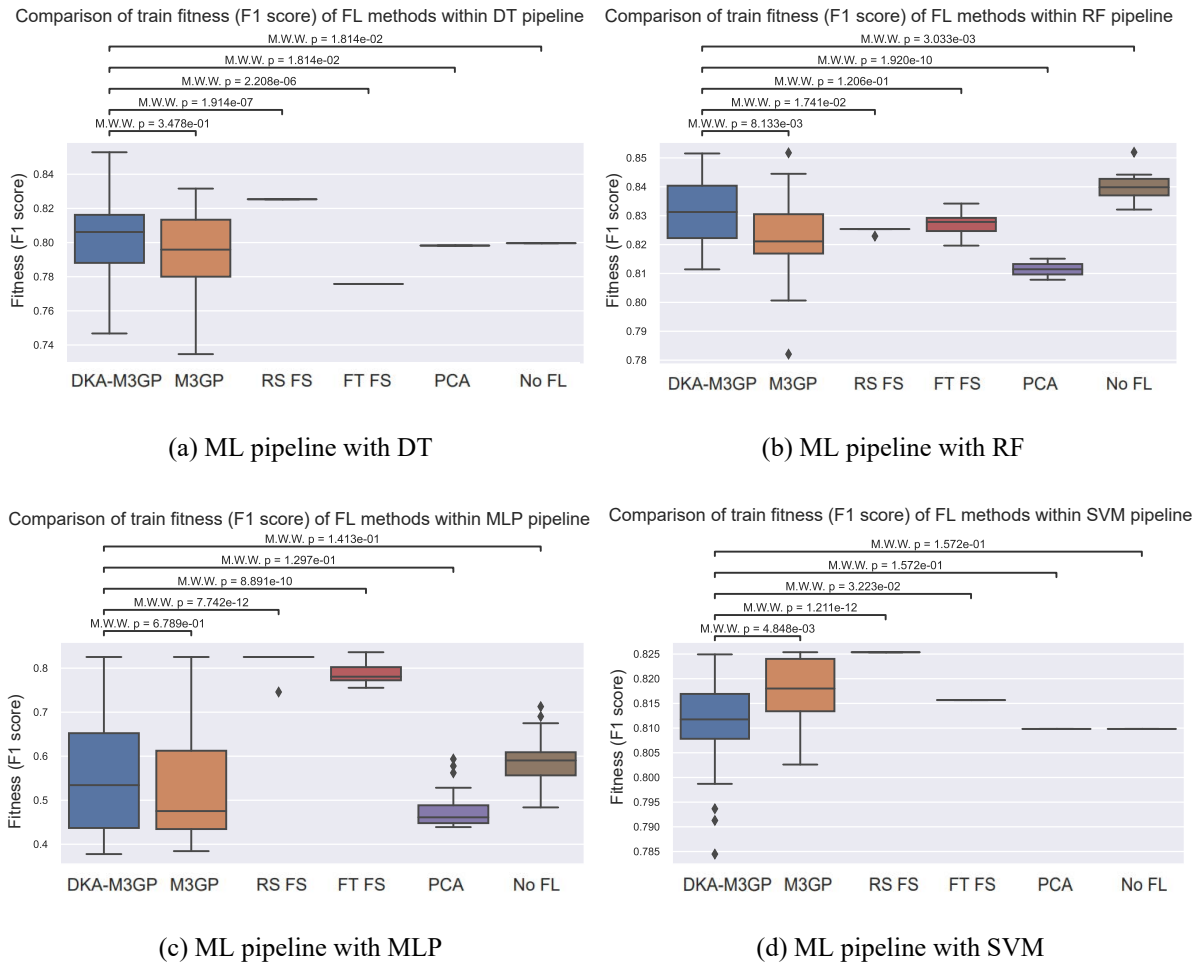 Comparison of train fitness (F1 score) of FL methods within DT pipeline
M.W.W. p = 1.814e-02
M.W.W. p = 1.814e-02
M.W.W. p = 2.208e-06
M.W.W. p = 1.914e-07
M.W.W. p = 3.478e-01
Fitness (F1 score)
0.84
0.82
0.80
0.78
0.76
0.74
DKA-M3GP M3GP RS FS FT FS PCA No FL
(a) ML pipeline with DT
Comparison of train fitness (F1 score) of FL methods within RF pipeline
M.W.W. p = 3.033e-03
M.W.W. p = 1.920e-10
M.W.W. p = 1.206e-01
M.W.W. p = 1.741e-02
M.W.W. p = 8.133e-03
Fitness (F1 score)
0.85
0.84
0.83
0.82
0.81
0.80
0.79
0.78
DKA-M3GP M3GP RS FS FT FS PCA No FL
(b) ML pipeline with RF
Comparison of train fitness (F1 score) of FL methods within MLP pipeline
M.W.W. p = 1.413e-01
M.W.W. p = 1.297e-01
M.W.W. p = 8.891e-10
M.W.W. p = 7.742e-12
M.W.W. p = 6.789e-01
Fitness (F1 score)
0.8
0.7
0.6
0.5
0.4
DKA-M3GP M3GP RS FS FT FS PCA No FL
(c) ML pipeline with MLP
Comparison of train fitness (F1 score) of FL methods within SVM pipeline
M.W.W. p = 1.572e-01
M.W.W. p = 1.572e-01
M.W.W. p = 3.223e-02
M.W.W. p = 1.211e-12
M.W.W. p = 4.848e-03
Fitness (F1 score)
0.825
0.820
0.815
0.810
0.805
0.800
0.795
0.790
0.785
DKA-M3GP M3GP RS FS FT FS PCA No FL
(d) ML pipeline with SVM